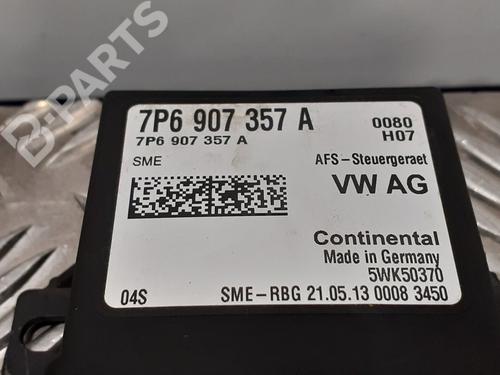 B-PARTS
7P6 907 357 A
0080
7P6 907 357 A
H07
SME
AFS-Steuergeraet
VW AG
Continental
Made in Germany
5WK50370
04S
SME-RBG 21.05.13 0008 3450